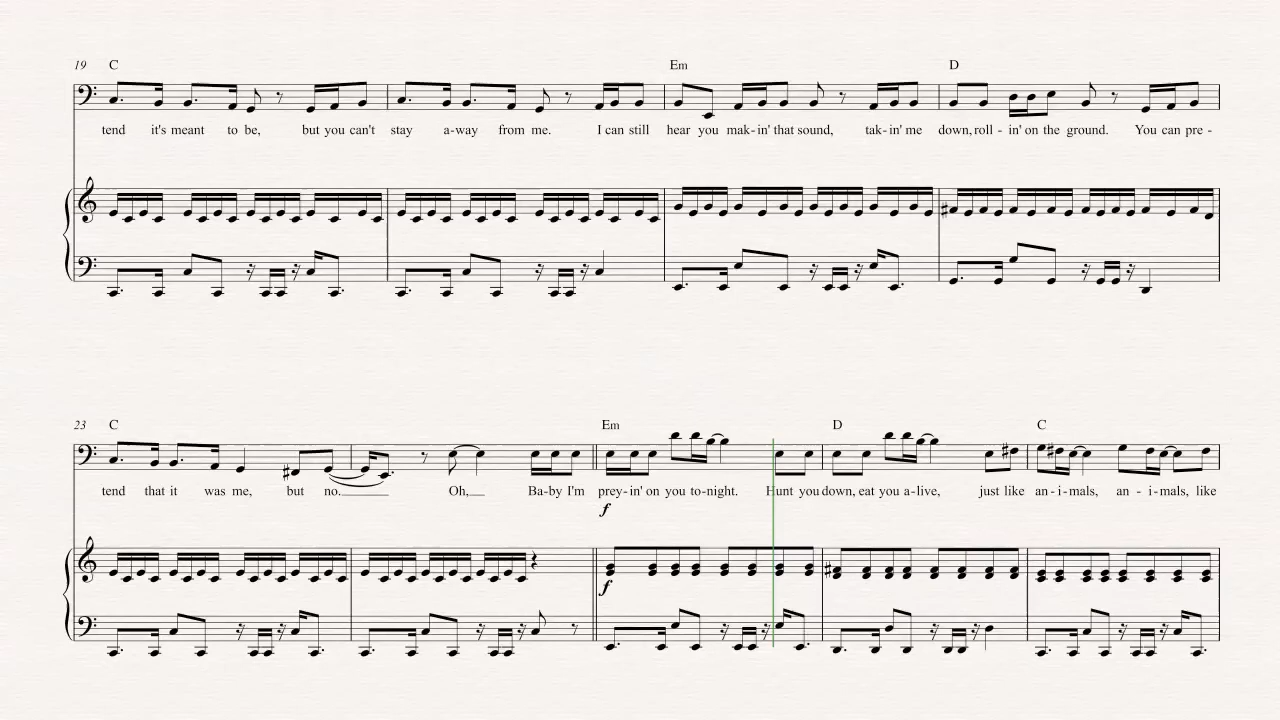 19 C Em D
tend it's meant to be, but you can't stay a-way from me. I can still hear you mak-in' that sound, tak-in' me down, roll - in' on the ground. You can pre -
23 C Em D C
tend that it was me, but no. Oh, Ba-by I'm prey-in' on you to-night. Hunt you down, eat you a-live, just like an-i-mals, an - i-mals, like
f
f